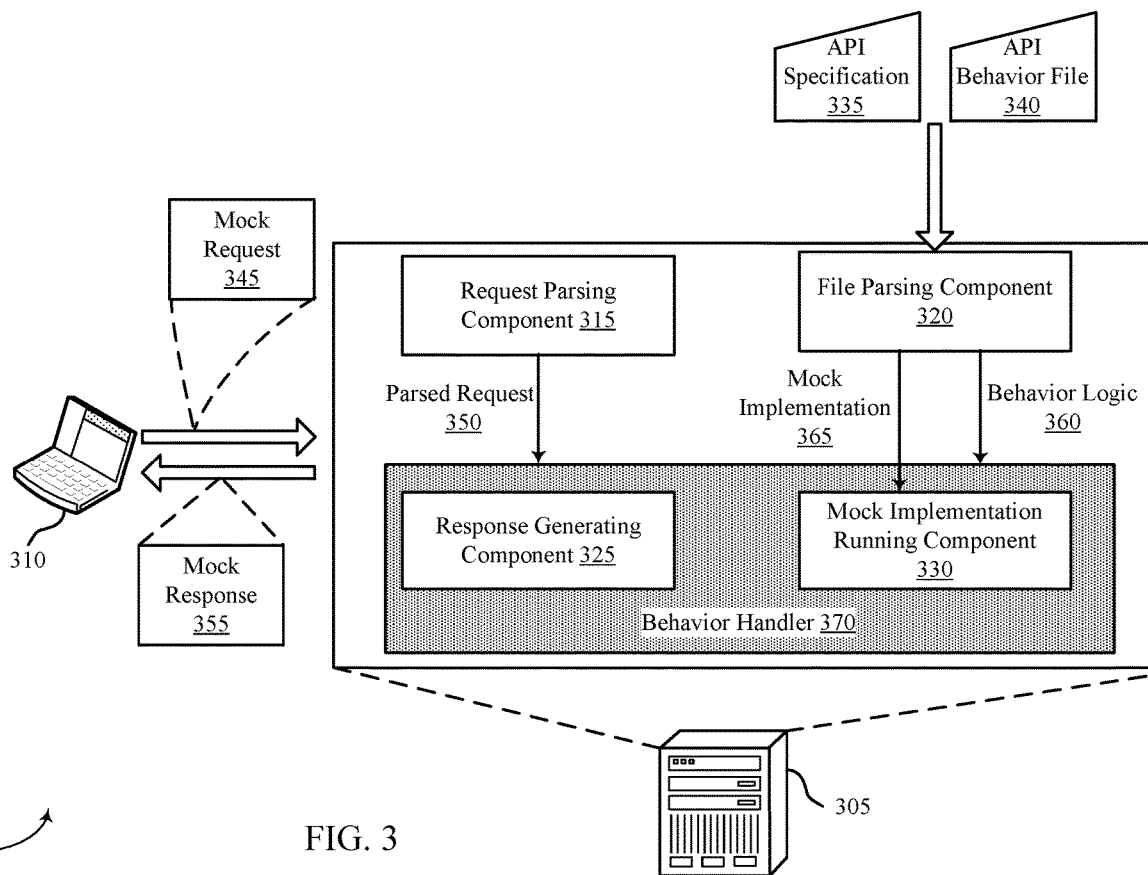 API
Specification
335
API
Behavior File
340
Mock
Request
345
Request Parsing
Component 315
File Parsing Component
320
Parsed Request
350
Mock
Implementation
365
Behavior Logic
360
310
Response Generating
Component 325
Mock Implementation
Running Component
330
Mock
Response
355
Behavior Handler 370
305
FIG. 3